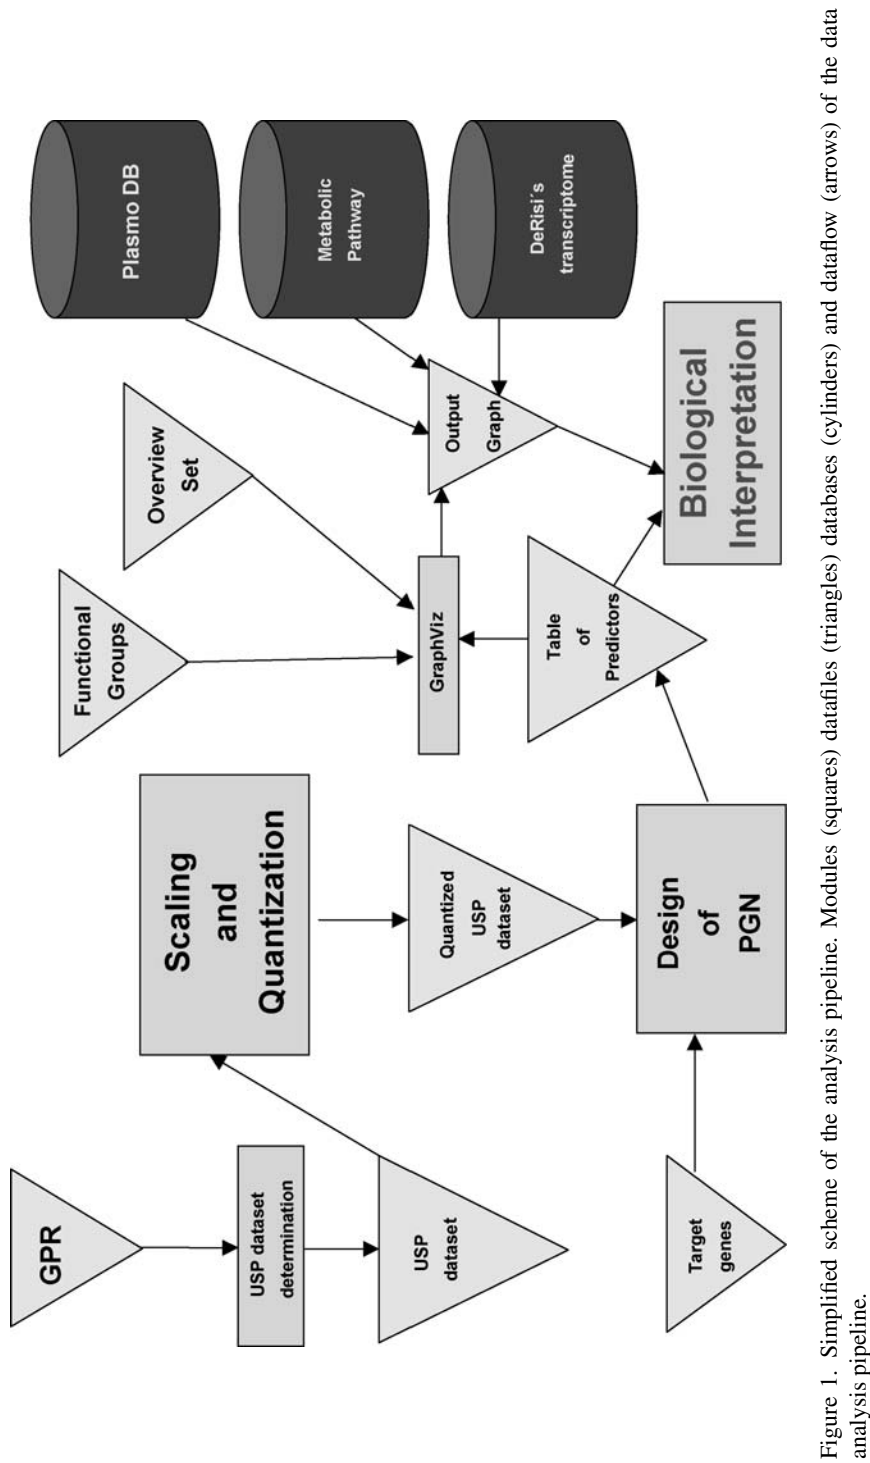 GPR
USP dataset
determination
USP
dataset
Target
genes
Scaling
and
Quantization
Quantized
USP
dataset
Design
of
PGN
Functional
Groups
Overview
Set
GraphViz
Table
of
Predictors
Output
Graph
Biological
Interpretation
Plasmo DB
Metabolic
Pathway
DeRisi´s
transcriptome
Figure 1. Simplified scheme of the analysis pipeline. Modules (squares) datafiles (triangles) databases (cylinders) and dataflow (arrows) of the data
analysis pipeline.